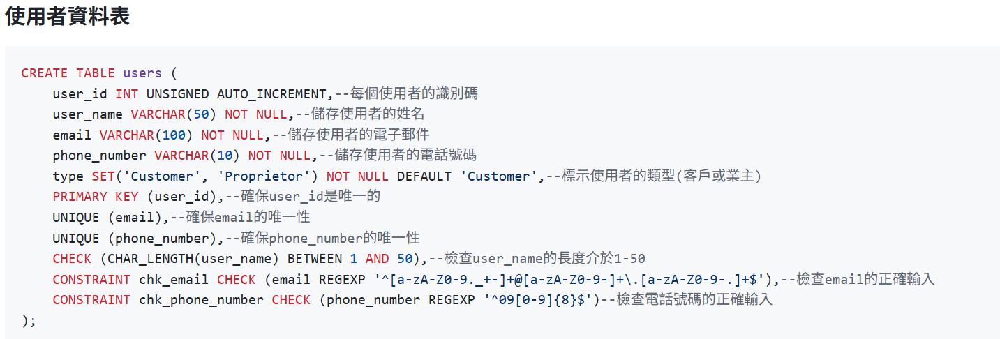 使用者資料表
CREATE TABLE users (
    user_id INT UNSIGNED AUTO_INCREMENT,--每個使用者的識別碼
    user_name VARCHAR(50) NOT NULL,--儲存使用者的姓名
    email VARCHAR(100) NOT NULL,--儲存使用者的電子郵件
    phone_number VARCHAR(10) NOT NULL,--儲存使用者的電話號碼
    type SET('Customer', 'Proprietor') NOT NULL DEFAULT 'Customer',--標示使用者的類型(客戶或業主)
    PRIMARY KEY (user_id),--確保user_id是唯一的
    UNIQUE (email),--確保email的唯一性
    UNIQUE (phone_number),--確保phone_number的唯一性
    CHECK (CHAR_LENGTH(user_name) BETWEEN 1 AND 50),--檢查user_name的長度介於1-50
    CONSTRAINT chk_email CHECK (email REGEXP '^[a-zA-Z0-9._+-]+@[a-zA-Z0-9-]+\.[a-zA-Z0-9-.]+$'),--檢查email的正確輸入
    CONSTRAINT chk_phone_number CHECK (phone_number REGEXP '^09[0-9]{8}$')--檢查電話號碼的正確輸入
);